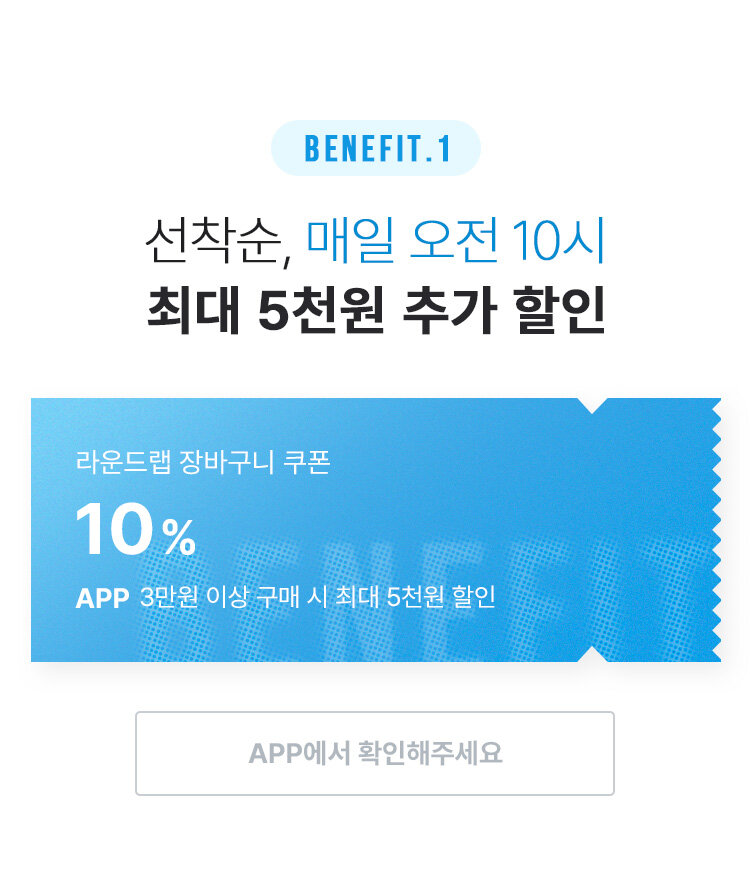 BENEFIT.1
선착순, 매일 오전 10시
최대 5천원 추가 할인
라운드랩 장바구니 쿠폰
10%
APP 3만원 이상 구매 시 최대 5천원 할인
BENEFIT
APP에서 확인해주세요